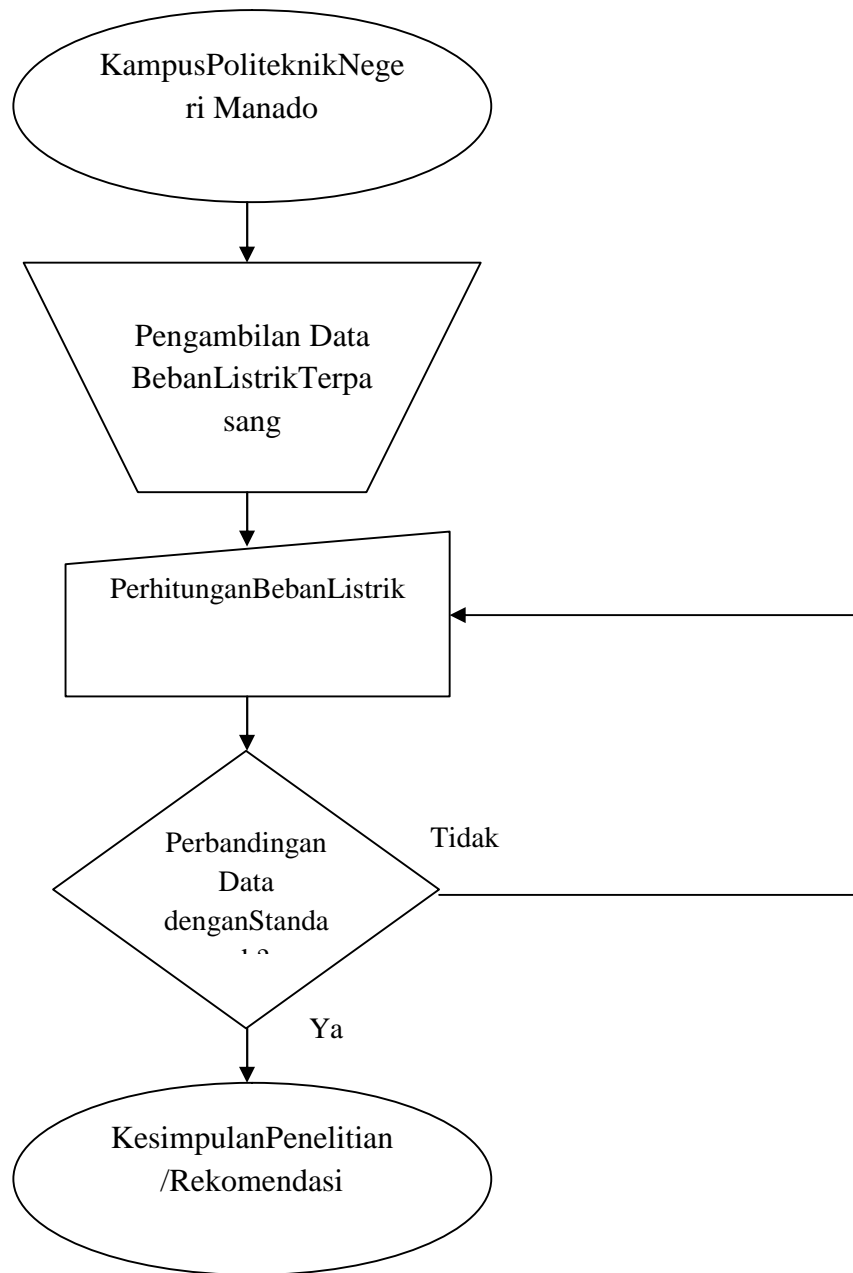 KampusPoliteknikNege
ri Manado
Pengambilan Data
BebanListrikTerpa
sang
PerhitunganBebanListrik
Perbandingan
Data
denganStanda
Tidak
Ya
KesimpulanPenelitian
/Rekomendasi